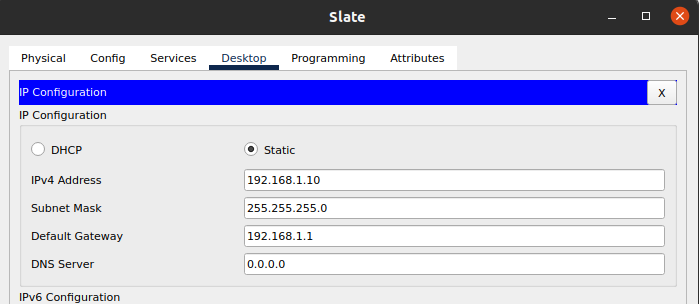 Slate
Physical Config Services Desktop Programming Attributes
IP Configuration X
IP Configuration
DHCP Static
IPv4 Address 192.168.1.10
Subnet Mask 255.255.255.0
Default Gateway 192.168.1.1
DNS Server 0.0.0.0
IPv6 Configuration